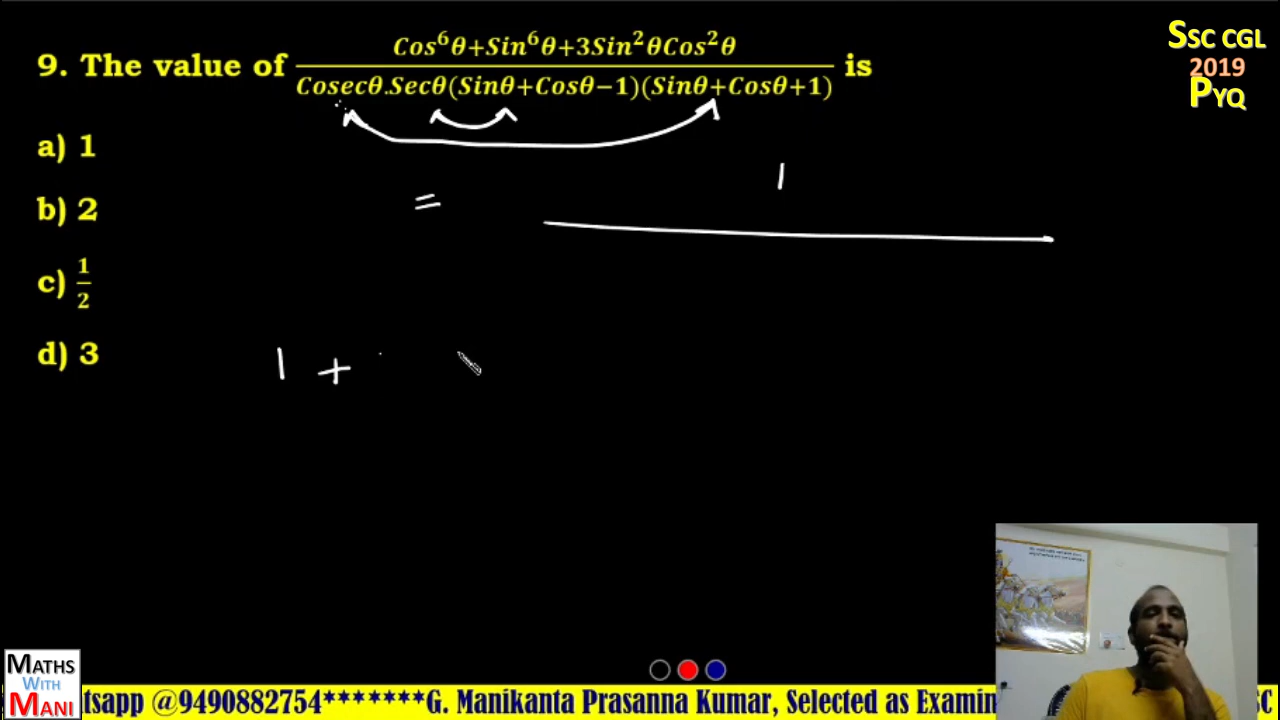 9. The value of Cos⁶θ+Sin⁶θ+3Sin²θCos²θ / Cosecθ.Secθ(Sinθ+Cosθ−1)(Sinθ+Cosθ+1) is
SSC CGL
2019
PYQ
a) 1
b) 2
c) 1/2
d) 3
= 1
1 +
MATHS
WITH
MANI
tsapp @9490882754*******G. Manikanta Prasanna Kumar, Selected as Examin
SC